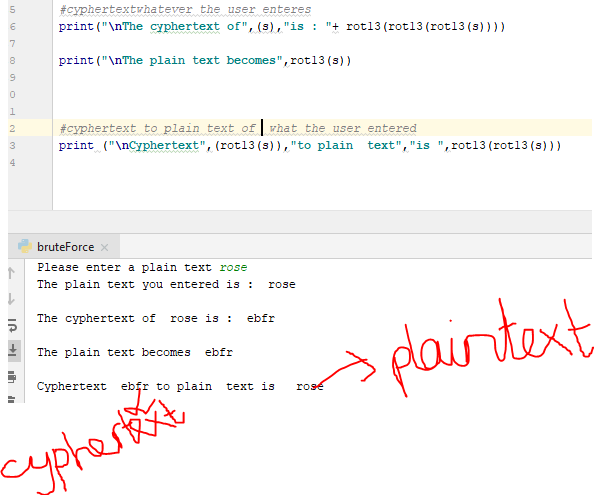 5 #cyphertextwhatever the user enteres
6 print("\nThe cyphertext of",(s),"is : "+ rot13(rot13(rot13(s))))
7
8 print("\nThe plain text becomes",rot13(s))
9
0
1
2 #cyphertext to plain text of what the user entered
3 print ("\nCyphertext",(rot13(s)),"to plain text","is ",rot13(rot13(s)))
4
bruteForce ×
Please enter a plain text rose
The plain text you entered is : rose
The cyphertext of rose is : ebfr
The plain text becomes ebfr
Cyphertext ebfr to plain text is rose
plaintext
cyphertxt